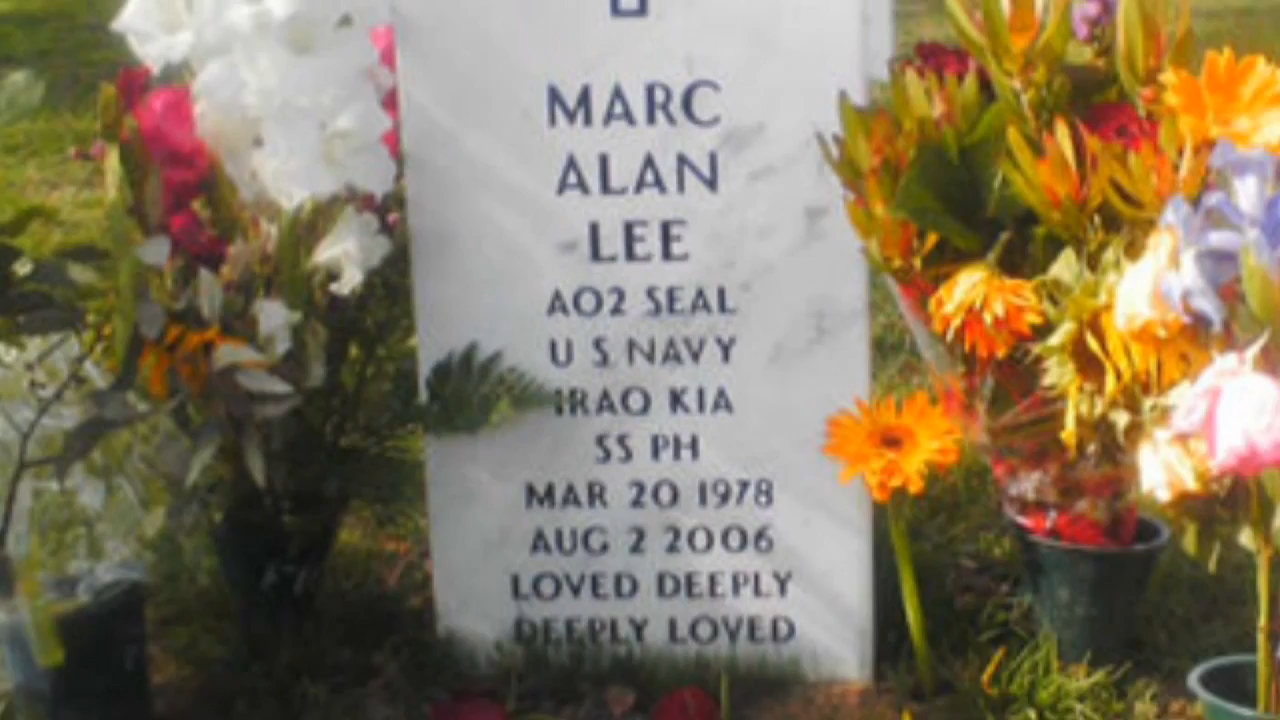 MARC
ALAN
LEE
AO2 SEAL
U S NAVY
IRAQ KIA
SS PH
MAR 20 1978
AUG 2 2006
LOVED DEEPLY
DEEPLY LOVED